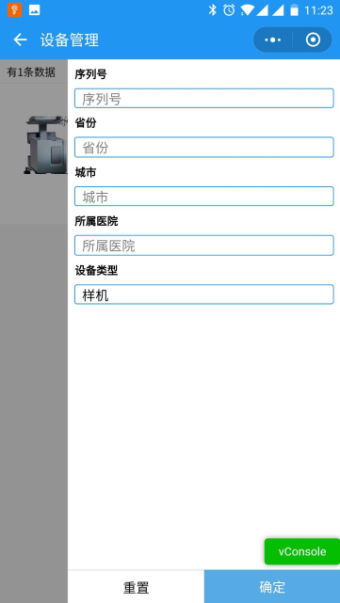 11:23
设备管理
有1条数据
序列号
序列号
省份
省份
城市
城市
所属医院
所属医院
设备类型
样机
vConsole
重置
确定